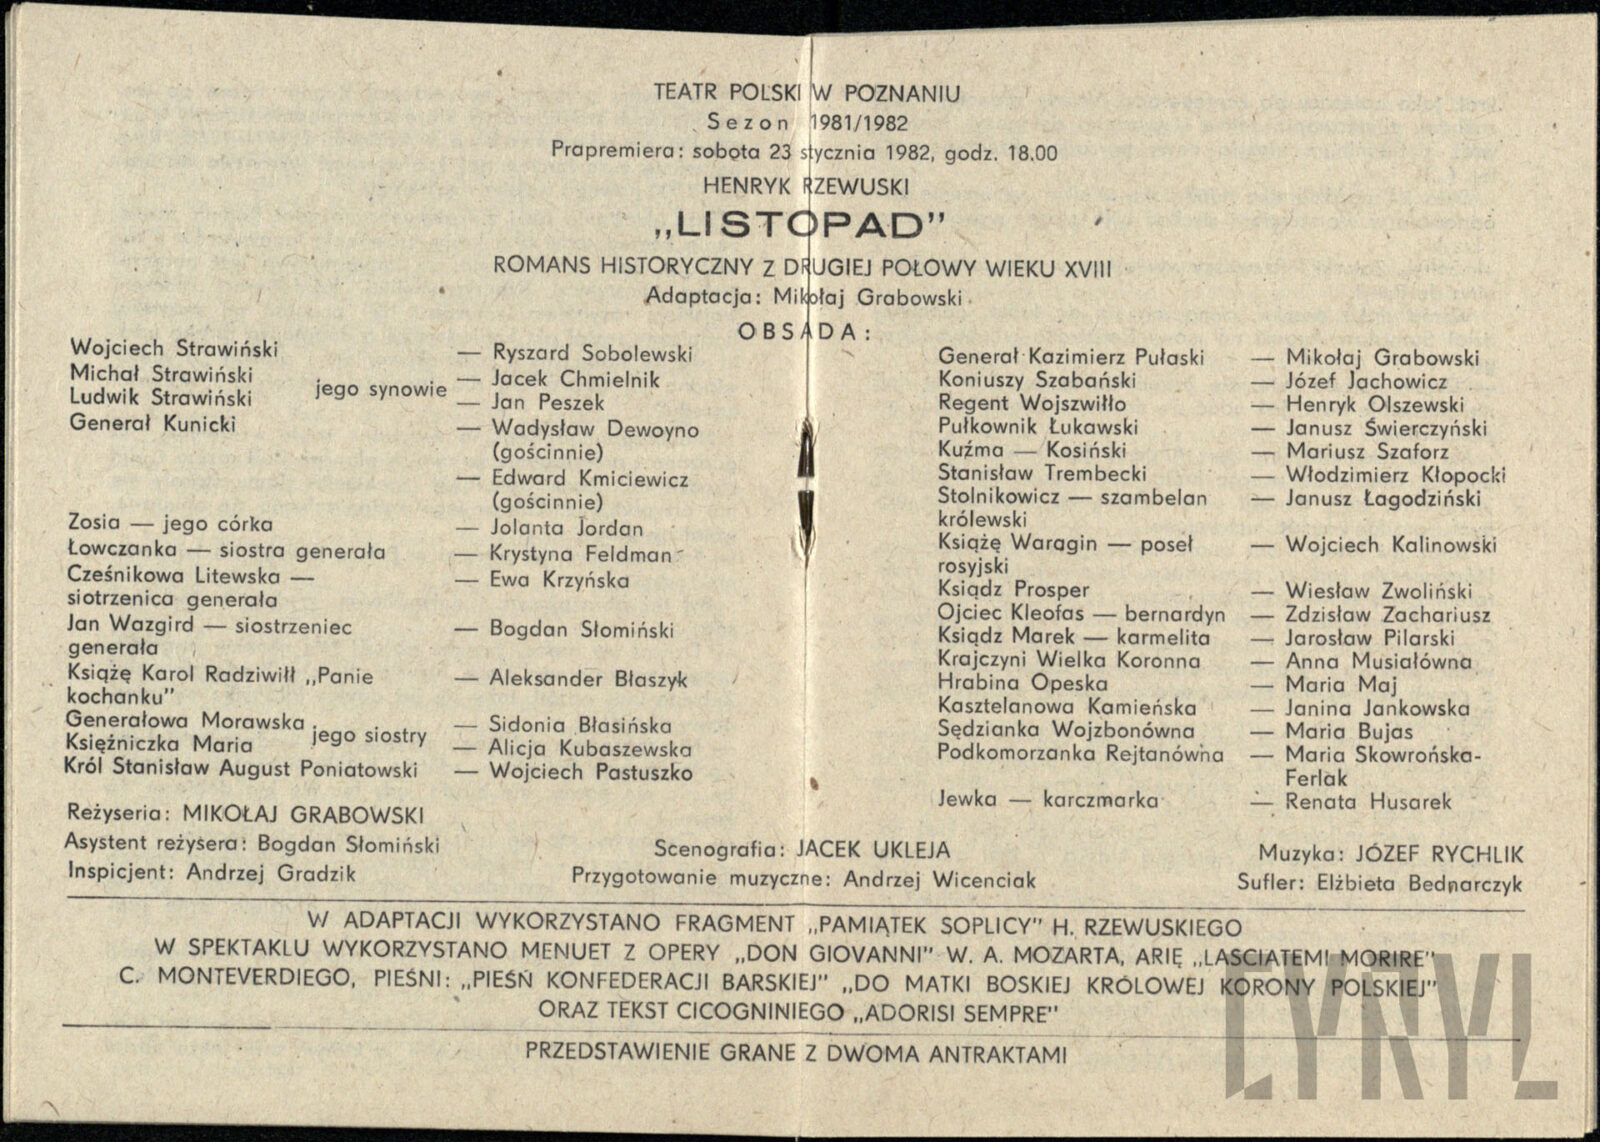 TEATR POLSKI W POZNANIU
Sezon 1981/1982
Prapremiera: sobota 23 stycznia 1982, godz. 18.00
HENRYK RZEWUSKI
„LISTOPAD”
ROMANS HISTORYCZNY Z DRUGIEJ POŁOWY WIEKU XVIII
Adaptacja: Mikołaj Grabowski
OBSADA:
Wojciech Strawiński — Ryszard Sobolewski
Michał Strawiński — Jacek Chmielnik
jego synowie
Ludwik Strawiński — Jan Peszek
Generał Kunicki — Wadysław Dewoyno
(gościnnie)
— Edward Kmiciewicz
(gościnnie)
Zosia — jego córka — Jolanta Jordan
Łowczanka — siostra generała — Krystyna Feldman
Cześnikowa Litewska — — Ewa Krzyńska
siotrzenica generała
Jan Wazgird — siostrzeniec — Bogdan Słomiński
generała
Książę Karol Radziwiłł „Panie — Aleksander Błaszyk
kochanku”
Generałowa Morawska — Sidonia Błasińska
jego siostry
Księżniczka Maria — Alicja Kubaszewska
Król Stanisław August Poniatowski — Wojciech Pastuszko
Generał Kazimierz Pułaski — Mikołaj Grabowski
Koniuszy Szabański — Józef Jachowicz
Regent Wojszwiłło — Henryk Olszewski
Pułkownik Łukawski — Janusz Świerczyński
Kuźma — Kosiński — Mariusz Szaforz
Stanisław Trembecki — Włodzimierz Kłopocki
Stolnikowicz — szambelan — Janusz Łagodziński
królewski
Książę Waragin — poseł — Wojciech Kalinowski
rosyjski
Ksiądz Prosper — Wiesław Zwoliński
Ojciec Kleofas — bernardyn — Zdzisław Zachariusz
Ksiądz Marek — karmelita — Jarosław Pilarski
Krajczyni Wielka Koronna — Anna Musiałówna
Hrabina Opeska — Maria Maj
Kasztelanowa Kamieńska — Janina Jankowska
Sędzianka Wojzbonówna — Maria Bujas
Podkomorzanka Rejtanówna — Maria Skowrońska-
Ferlak
Jewka — karczmarka — Renata Husarek
Reżyseria: MIKOŁAJ GRABOWSKI
Asystent reżysera: Bogdan Słomiński
Inspicjent: Andrzej Gradzik
Scenografia: JACEK UKLEJA
Przygotowanie muzyczne: Andrzej Wicenciak
Muzyka: JÓZEF RYCHLIK
Sufler: Elżbieta Bednarczyk
W ADAPTACJI WYKORZYSTANO FRAGMENT „PAMIĄTEK SOPLICY” H. RZEWUSKIEGO
W SPEKTAKLU WYKORZYSTANO MENUET Z OPERY „DON GIOVANNI” W. A. MOZARTA, ARIĘ „LASCIATEMI MORIRE”
C. MONTEVERDIEGO, PIEŚNI: „PIEŚŃ KONFEDERACJI BARSKIEJ” „DO MATKI BOSKIEJ KRÓLOWEJ KORONY POLSKIEJ”
ORAZ TEKST CICOGNINIEGO „ADORISI SEMPRE”
PRZEDSTAWIENIE GRANE Z DWOMA ANTRAKTAMI
CYRYL